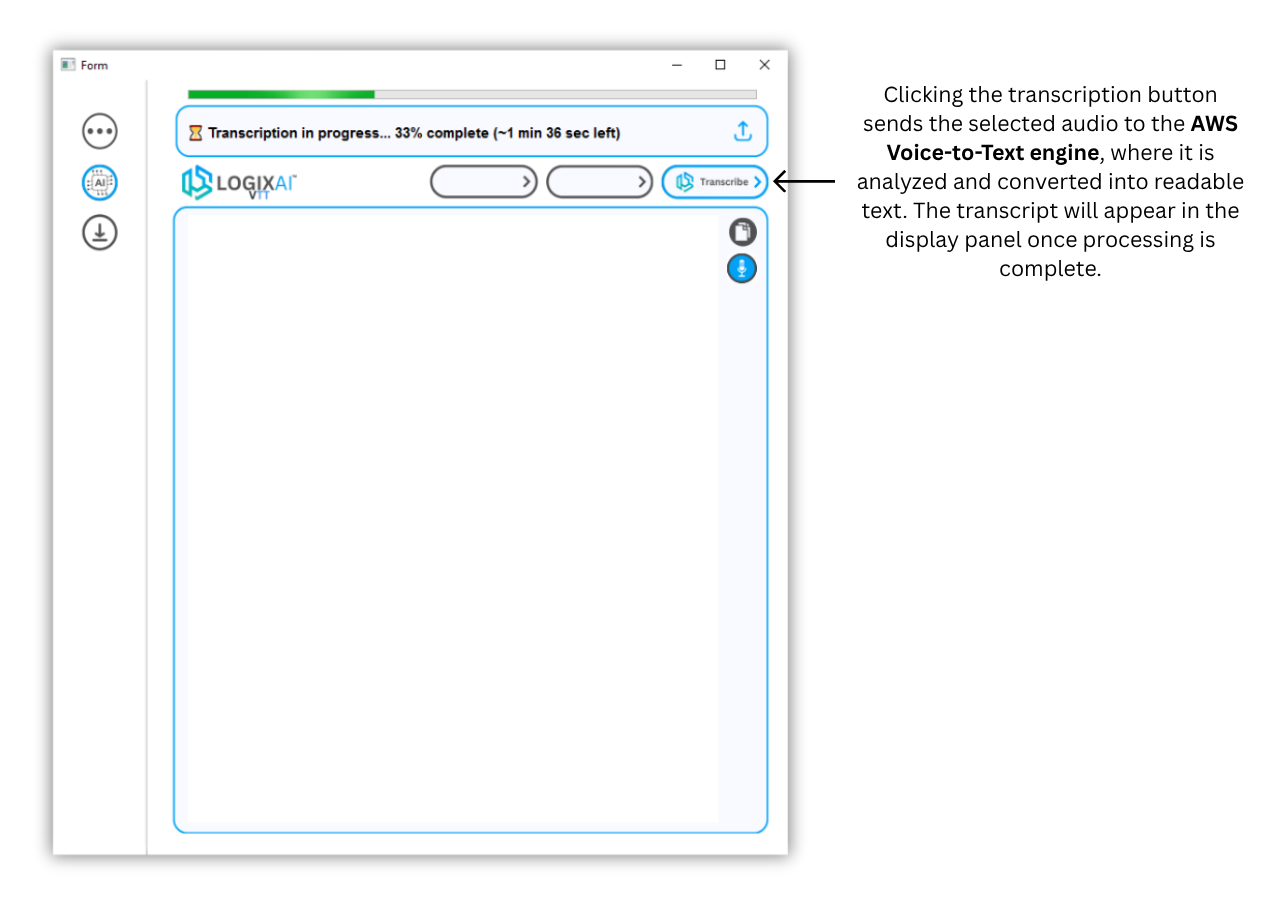 Form
Transcription in progress... 33% complete (~1 min 36 sec left)
LOGIXAI™
VTT
Transcribe
AI
Clicking the transcription button
sends the selected audio to the AWS
Voice-to-Text engine, where it is
analyzed and converted into readable
text. The transcript will appear in the
display panel once processing is
complete.